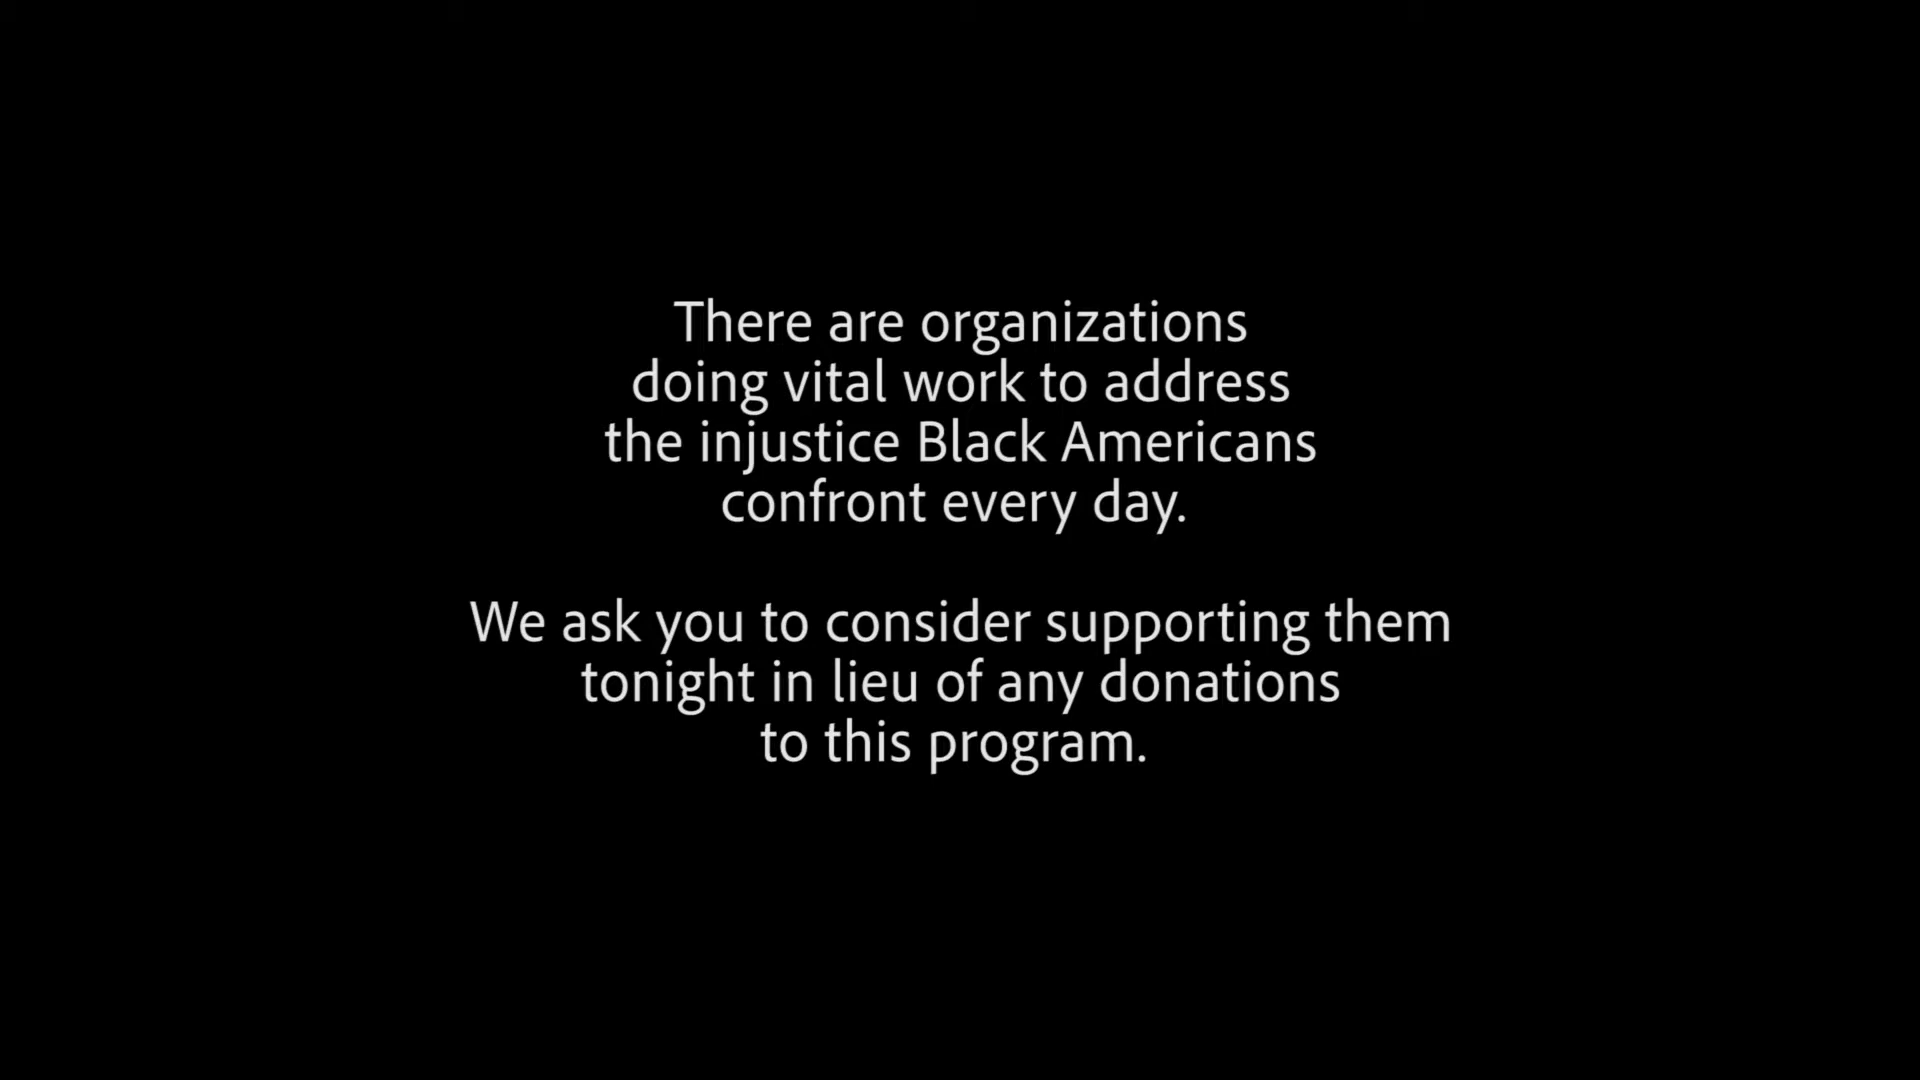 There are organizations
doing vital work to address
the injustice Black Americans
confront every day.
We ask you to consider supporting them
tonight in lieu of any donations
to this program.